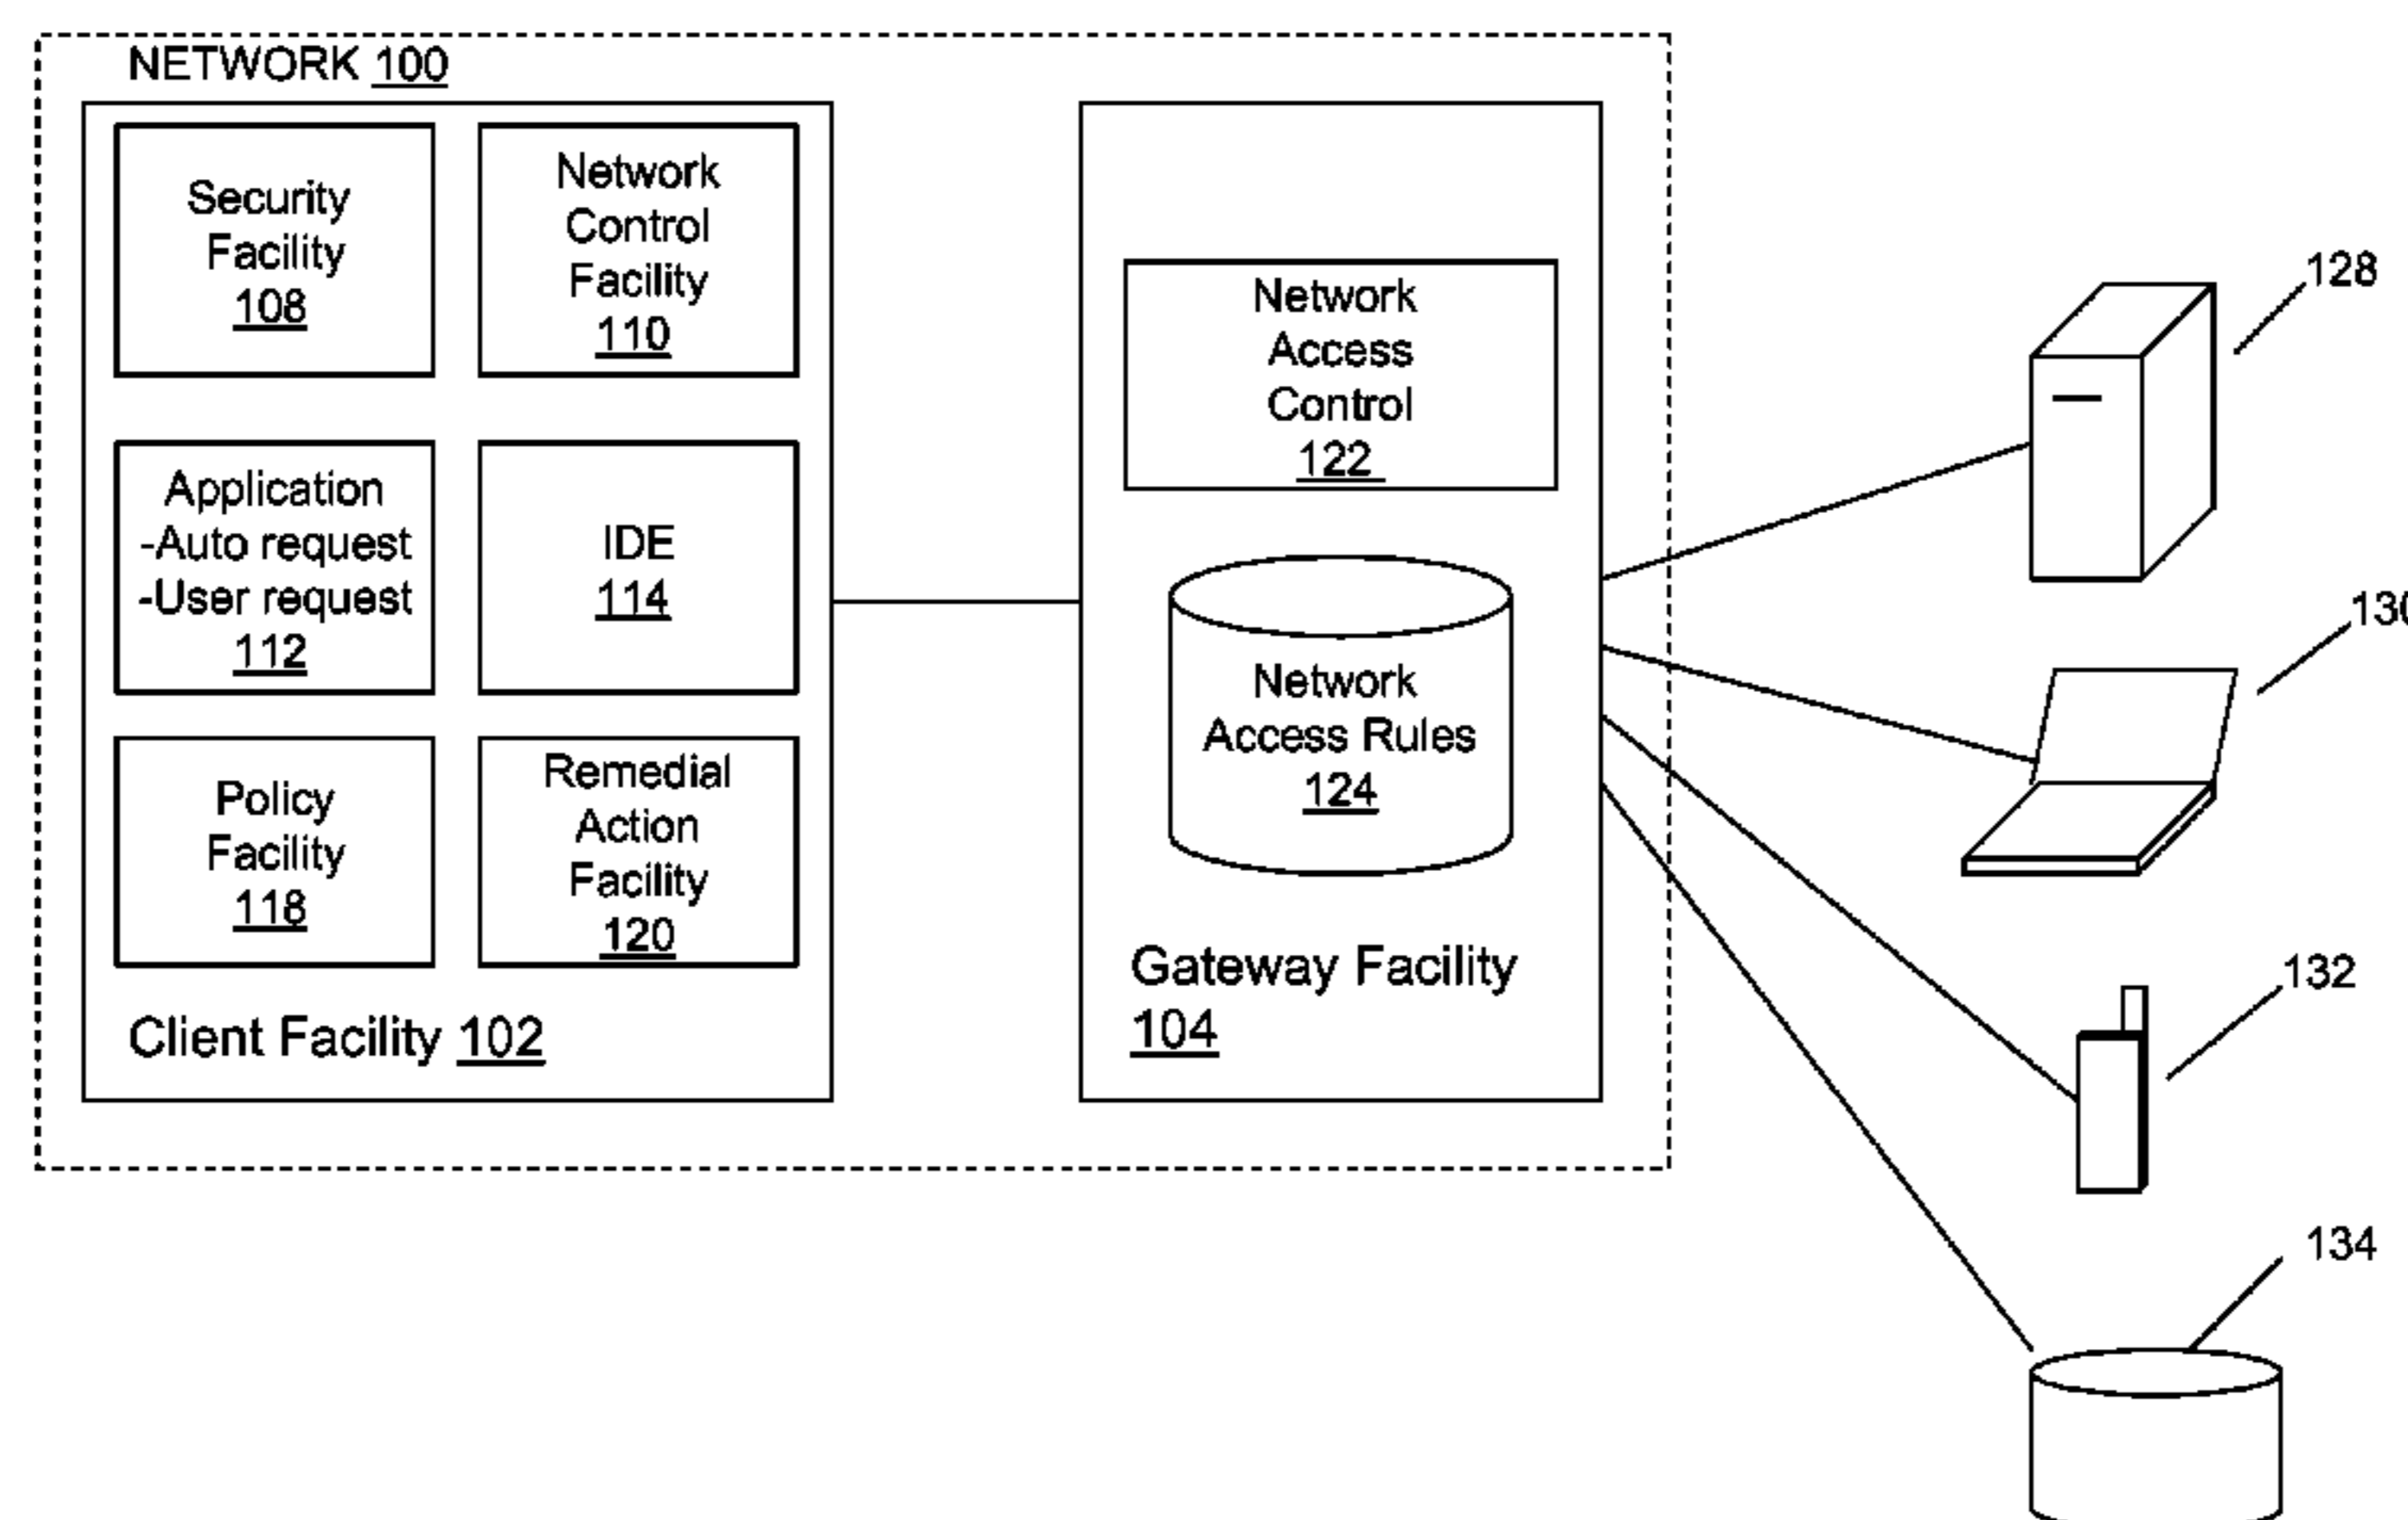 NETWORK 100
Security
Facility
108
Network
Control
Facility
110
Application
-Auto request
-User request
112
IDE
114
Policy
Facility
118
Remedial
Action
Facility
120
Client Facility 102
Network
Access
Control
122
Network
Access Rules
124
Gateway Facility
104
128
130
132
134